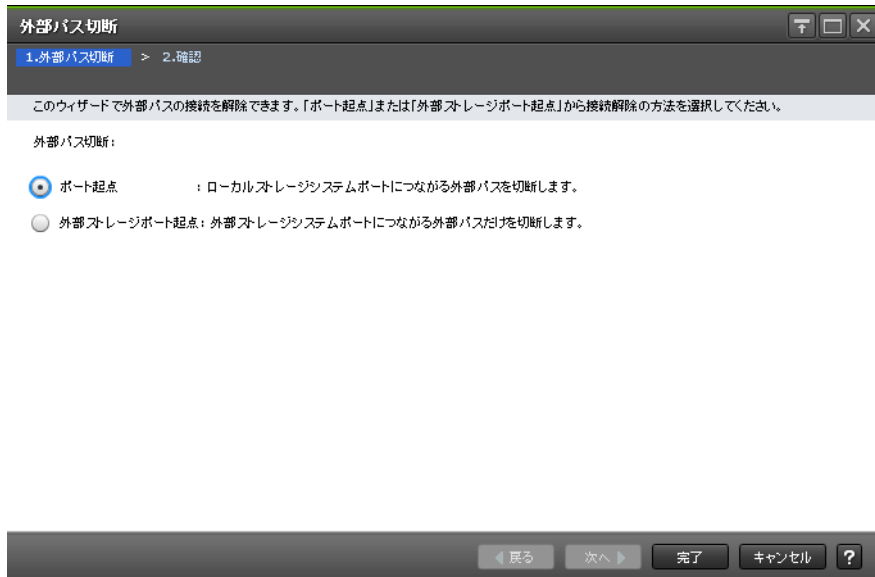 外部パス切断
1.外部パス切断 > 2.確認
このウィザードで外部パスの接続を解除できます。「ポート起点」または「外部ストレージポート起点」から接続解除の方法を選択してください。
外部パス切断:
ポート起点 : ローカルストレージシステムポートにつながる外部パスを切断します。
外部ストレージポート起点 : 外部ストレージシステムポートにつながる外部パスだけを切断します。
戻る 次へ 完了 キャンセル ?